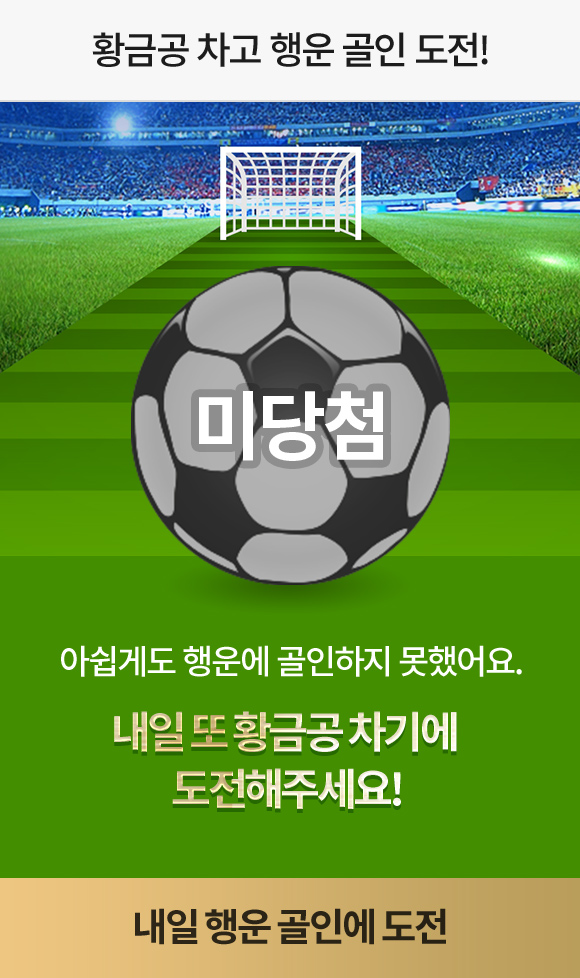 황금공 차고 행운 골인 도전!
미당첨
아쉽게도 행운에 골인하지 못했어요.
내일 또 황금공 차기에
도전해주세요!
내일 행운 골인에 도전